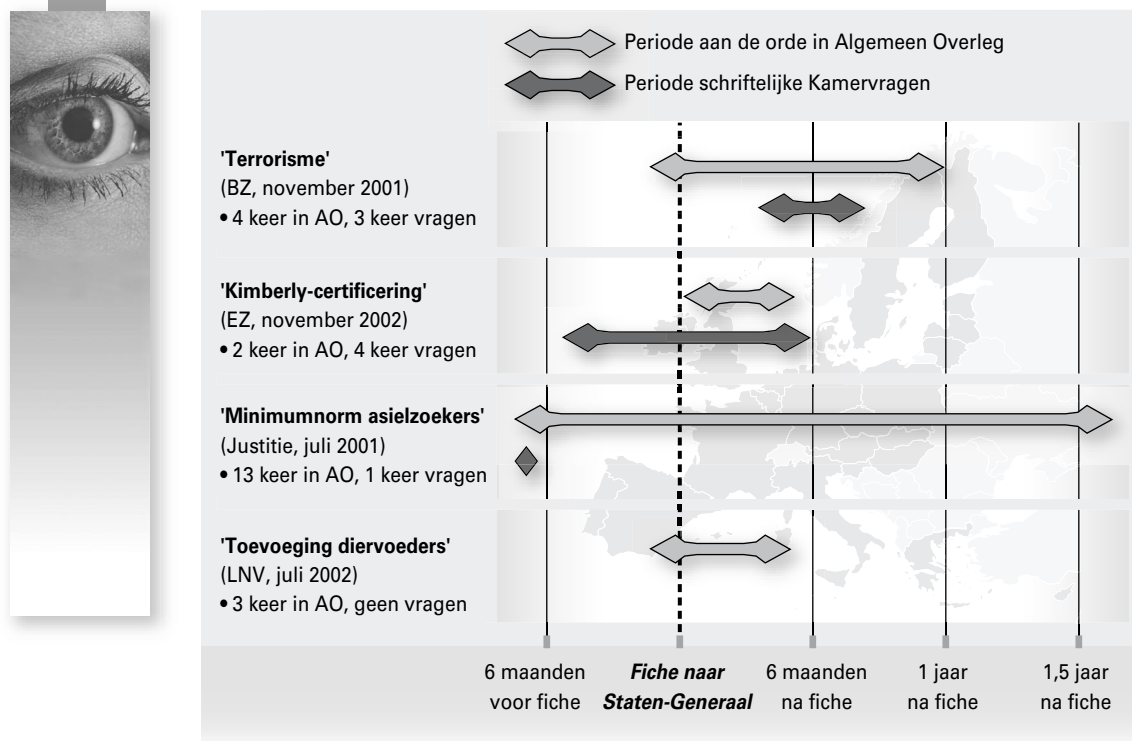 Periode aan de orde in Algemeen Overleg
Periode schriftelijke Kamervragen
'Terrorisme'
(BZ, november 2001)
• 4 keer in AO, 3 keer vragen
'Kimberly-certificering'
(EZ, november 2002)
• 2 keer in AO, 4 keer vragen
'Minimumnorm asielzoekers'
(Justitie, juli 2001)
• 13 keer in AO, 1 keer vragen
'Toevoeging diervoeders'
(LNV, juli 2002)
• 3 keer in AO, geen vragen
6 maanden
voor fiche
Fiche naar
Staten-Generaal
6 maanden
na fiche
1 jaar
na fiche
1,5 jaar
na fiche